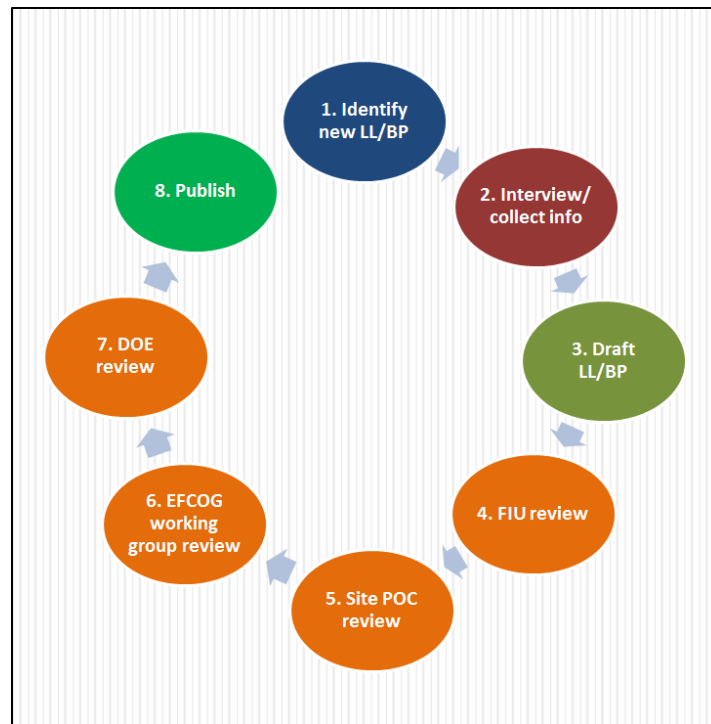 1. Identify
new LL/BP
2. Interview/
collect info
3. Draft
LL/BP
4. FIU review
5. Site POC
review
6. EFCOG
working
group review
7. DOE
review
8. Publish